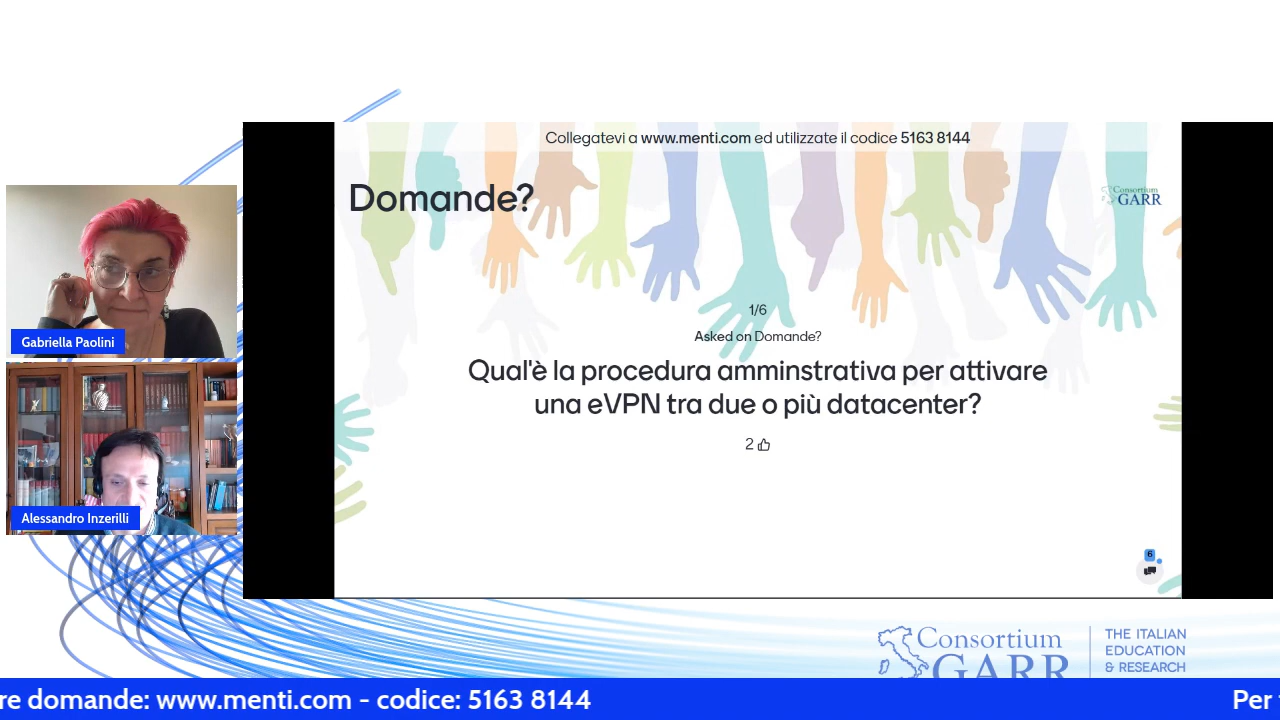 Collegatevi a www.menti.com ed utilizzate il codice 5163 8144
Domande?
Consortium
GARR
1/6
Asked on Domande?
Qual'è la procedura amminstrativa per attivare
una eVPN tra due o più datacenter?
2
6
Gabriella Paolini
Alessandro Inzerilli
Consortium
GARR
THE ITALIAN
EDUCATION
& RESEARCH
re domande: www.menti.com - codice: 5163 8144
Per